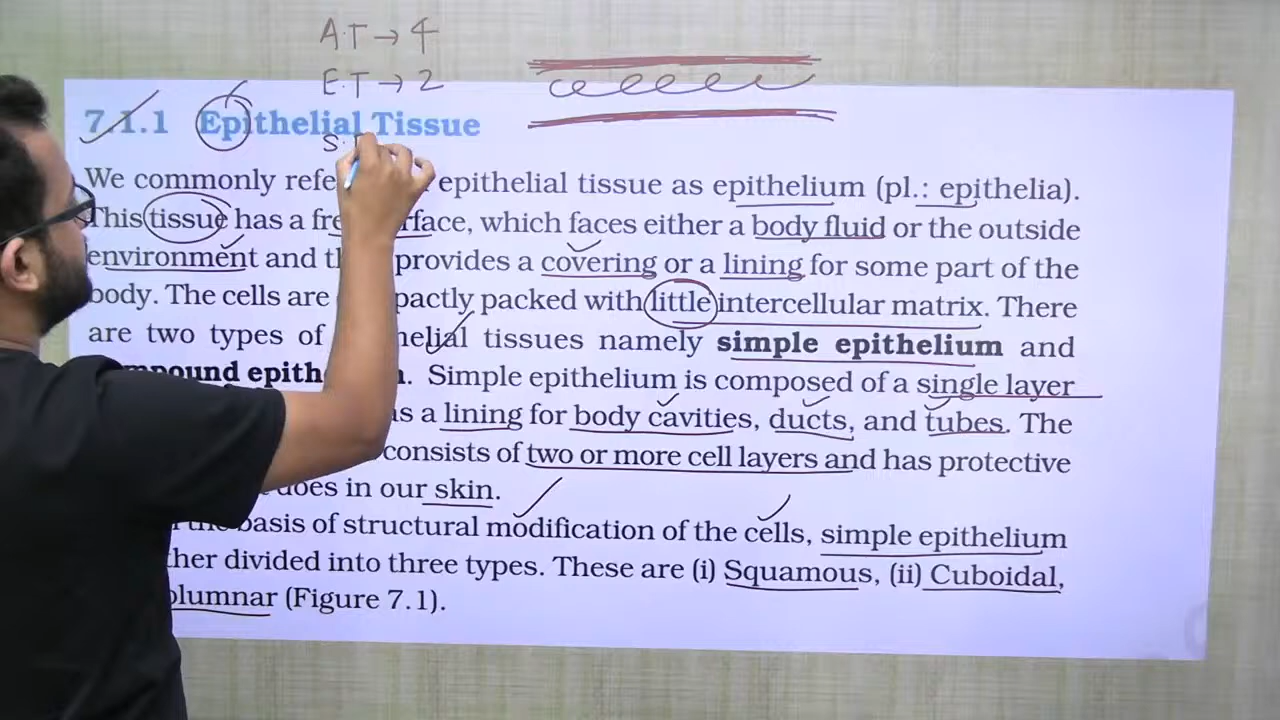 A.T → 4
E.T → 2
7.1.1 Epithelial Tissue
S.
We commonly refe epithelial tissue as epithelium (pl.: epithelia).
This tissue has a fre rface, which faces either a body fluid or the outside
environment and th provides a covering or a lining for some part of the
body. The cells are pactly packed with little intercellular matrix. There
are two types of helial tissues namely simple epithelium and
mpound epith m. Simple epithelium is composed of a single layer
as a lining for body cavities, ducts, and tubes. The
consists of two or more cell layers and has protective
does in our skin.
the basis of structural modification of the cells, simple epithelium
ther divided into three types. These are (i) Squamous, (ii) Cuboidal,
olumnar (Figure 7.1).